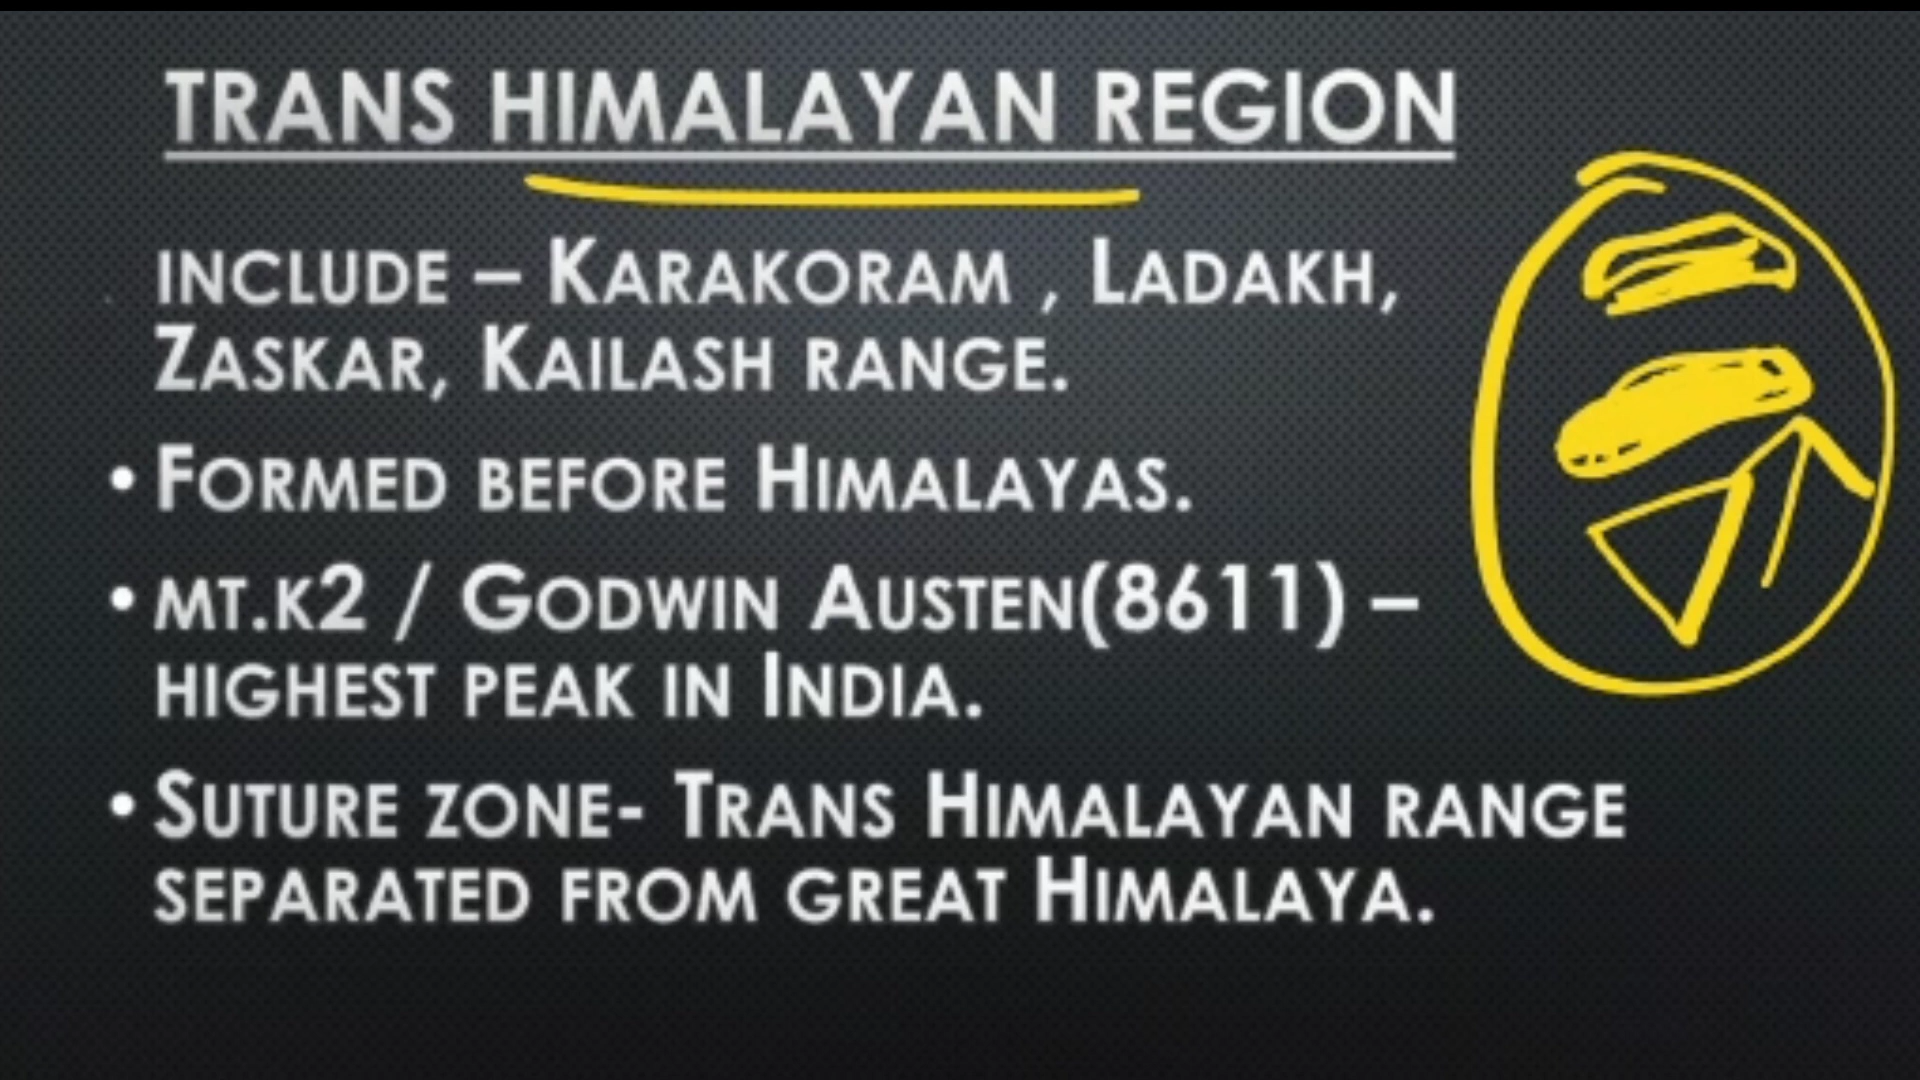 TRANS HIMALAYAN REGION
INCLUDE – KARAKORAM , LADAKH,
ZASKAR, KAILASH RANGE.
• FORMED BEFORE HIMALAYAS.
• MT.K2 / GODWIN AUSTEN(8611) –
HIGHEST PEAK IN INDIA.
• SUTURE ZONE- TRANS HIMALAYAN RANGE
SEPARATED FROM GREAT HIMALAYA.